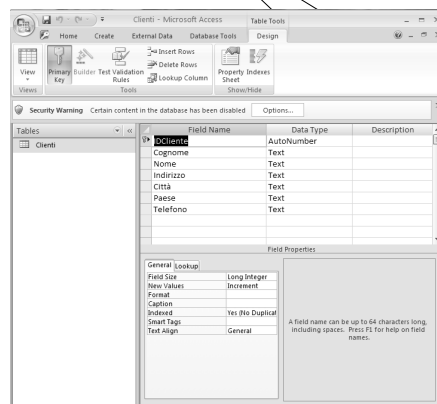 Clienti - Microsoft Access
Table Tools
Home Create External Data Database Tools Design
View
Primary Key
Builder
Test Validation Rules
Insert Rows
Delete Rows
Lookup Column
Property Sheet
Indexes
Views Tools Show/Hide
Security Warning Certain content in the database has been disabled Options...
Tables
Clienti
Field Name Data Type Description
IDCliente AutoNumber
Cognome Text
Nome Text
Indirizzo Text
Città Text
Paese Text
Telefono Text
Field Properties
General Lookup
Field Size Long Integer
New Values Increment
Format
Caption
Indexed Yes (No Duplicat
Smart Tags
Text Align General
A field name can be up to 64 characters long,
including spaces. Press F1 for help on field
names.